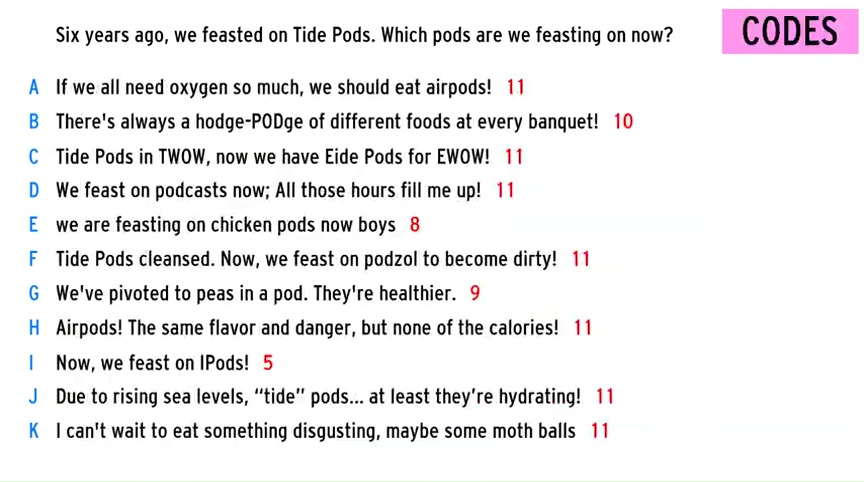 Six years ago, we feasted on Tide Pods. Which pods are we feasting on now?
CODES
A If we all need oxygen so much, we should eat airpods! 11
B There's always a hodge-PODge of different foods at every banquet! 10
C Tide Pods in TWOW, now we have Eide Pods for EWOW! 11
D We feast on podcasts now; All those hours fill me up! 11
E we are feasting on chicken pods now boys 8
F Tide Pods cleansed. Now, we feast on podzol to become dirty! 11
G We've pivoted to peas in a pod. They're healthier. 9
H Airpods! The same flavor and danger, but none of the calories! 11
I Now, we feast on IPods! 5
J Due to rising sea levels, “tide” pods... at least they’re hydrating! 11
K I can't wait to eat something disgusting, maybe some moth balls 11